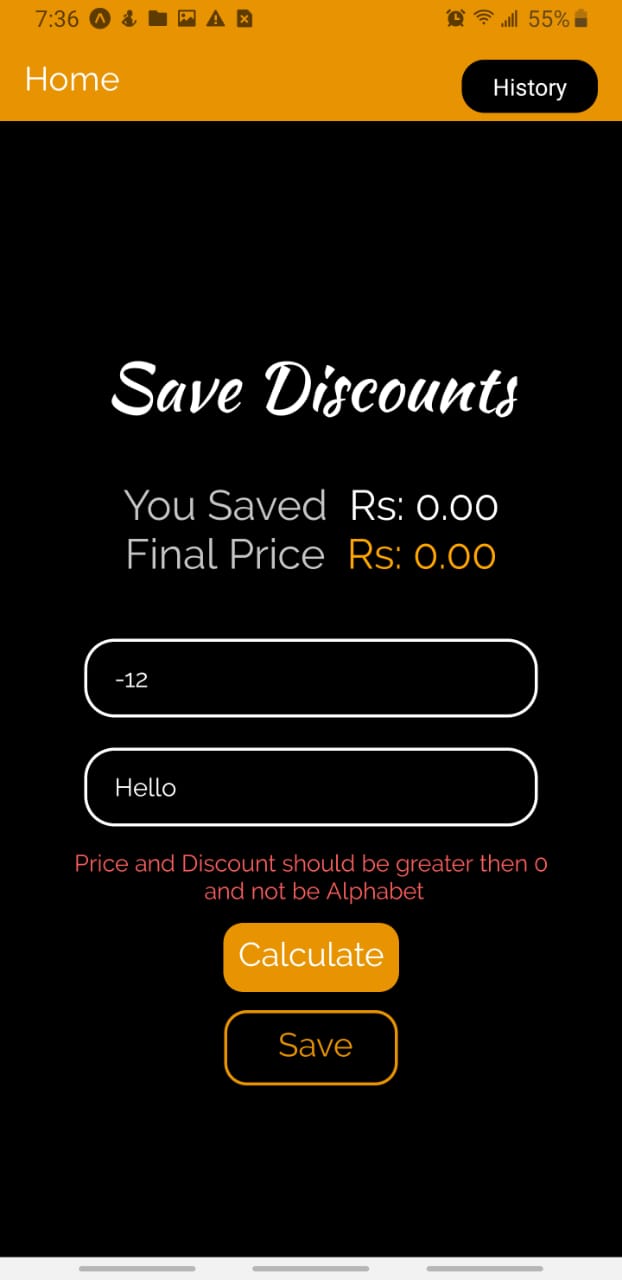 7:36 55%
Home
History
Save Discounts
You Saved Rs: 0.00
Final Price Rs: 0.00
-12
Hello
Price and Discount should be greater then 0
and not be Alphabet
Calculate
Save